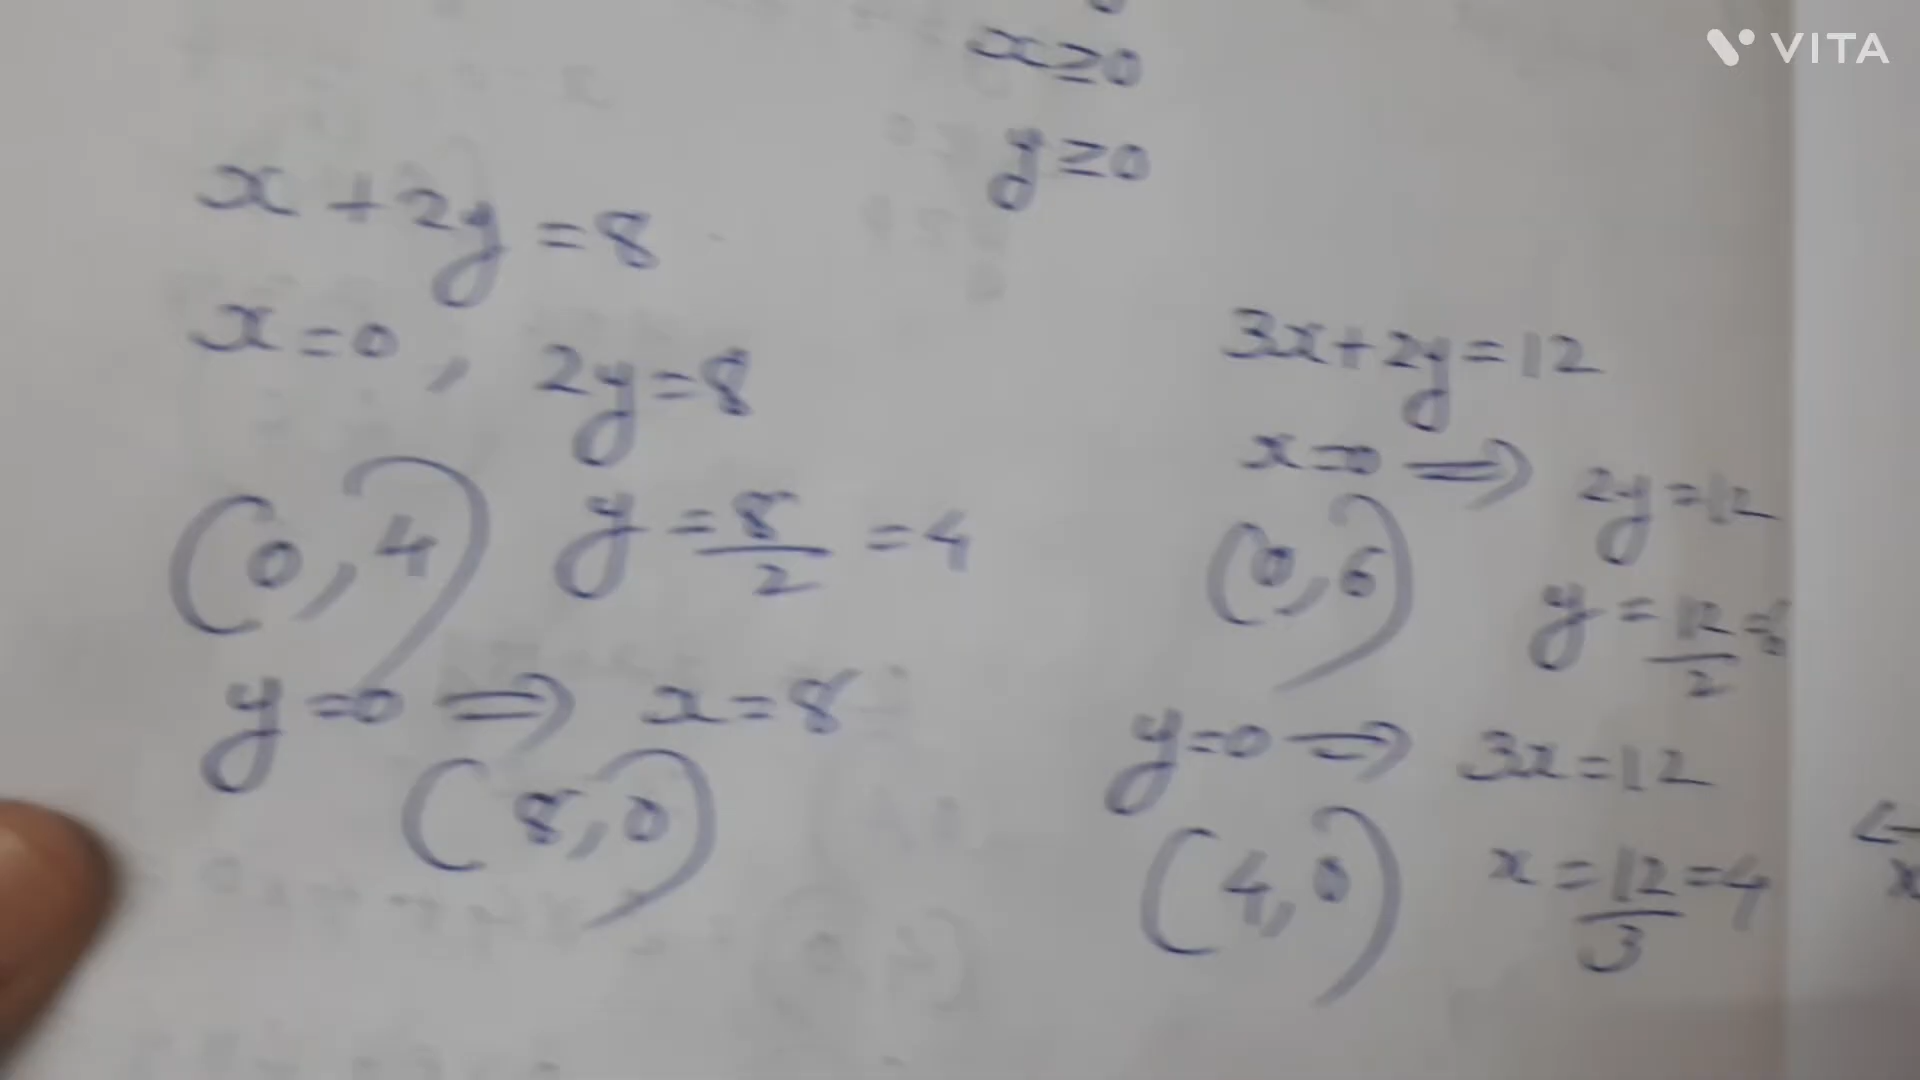 VITA
x ≥ 0
y ≥ 0
x + 2y = 8
x = 0, 2y = 8
(0, 4) y = 8/2 = 4
y = 0 ⟹ x = 8
(8, 0)
3x + 2y = 12
x = 0 ⟹ 2y = 12
(0, 6)
y = 12/2 =
y = 0 ⟹ 3x = 12
(4, 0) x = 12/3 = 4
←
x